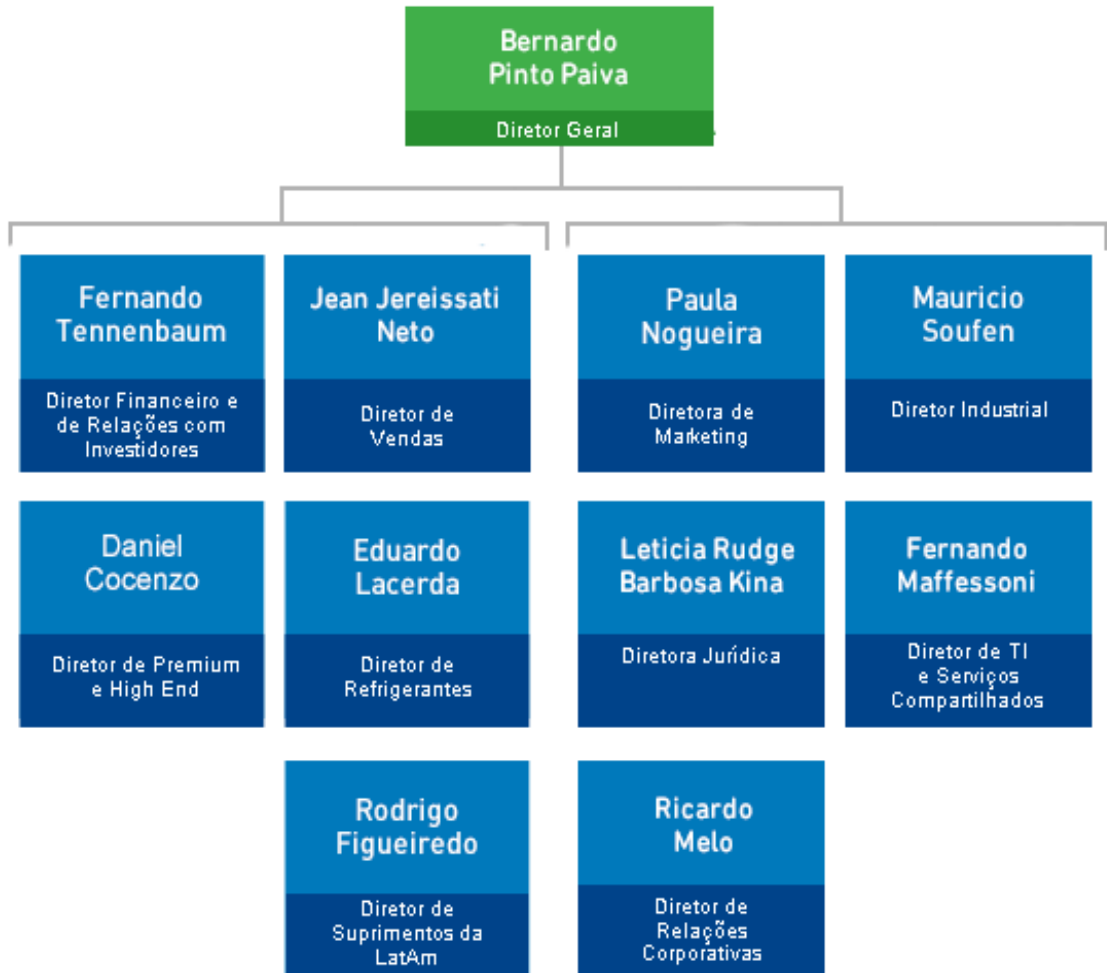 Bernardo
Pinto Paiva
Diretor Geral
Fernando
Tennenbaum
Diretor Financeiro e
de Relações com
Investidores
Jean Jereissati
Neto
Diretor de
Vendas
Paula
Nogueira
Diretora de
Marketing
Mauricio
Soufen
Diretor Industrial
Daniel
Cocenzo
Diretor de Premium
e High End
Eduardo
Lacerda
Diretor de
Refrigerantes
Leticia Rudge
Barbosa Kina
Diretora Jurídica
Fernando
Maffessoni
Diretor de TI
e Serviços
Compartilhados
Rodrigo
Figueiredo
Diretor de
Suprimentos da
LatAm
Ricardo
Melo
Diretor de
Relações
Corporativas